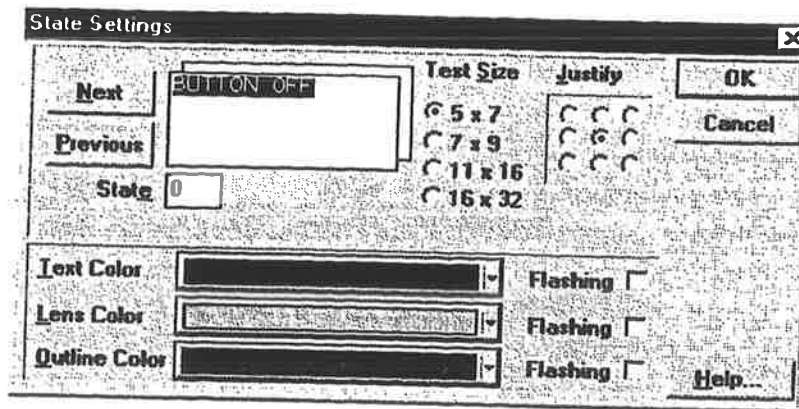 State Settings
Next
BUTTON OFF
Previous
State 0
Text Size
5 x 7
7 x 9
11 x 16
16 x 32
Justify
OK
Cancel
Text Color
Flashing
Lens Color
Flashing
Outline Color
Flashing
Help...